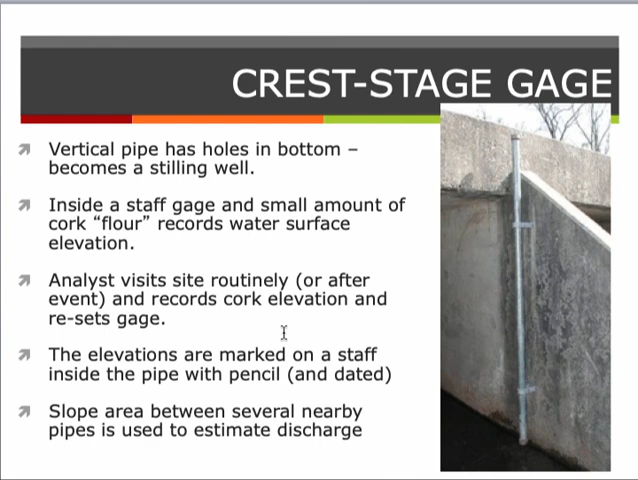 CREST-STAGE GAGE
Vertical pipe has holes in bottom –
becomes a stilling well.
Inside a staff gage and small amount of
cork “flour” records water surface
elevation.
Analyst visits site routinely (or after
event) and records cork elevation and
re-sets gage.
The elevations are marked on a staff
inside the pipe with pencil (and dated)
Slope area between several nearby
pipes is used to estimate discharge